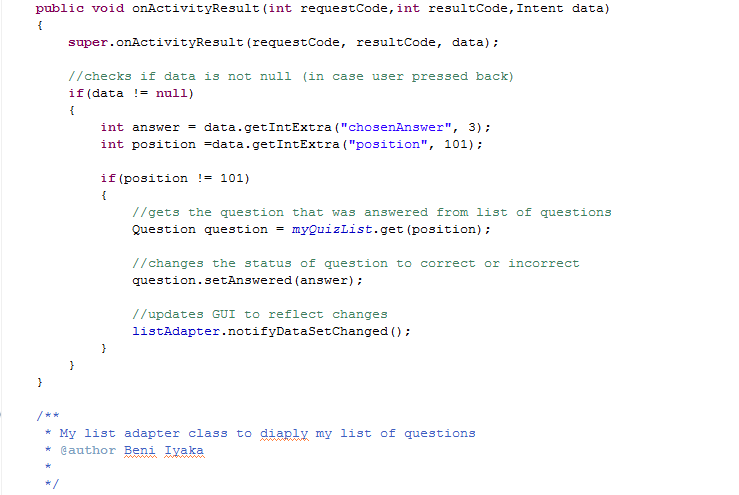 public void onActivityResult(int requestCode,int resultCode,Intent data)
{
super.onActivityResult(requestCode, resultCode, data);
//checks if data is not null (in case user pressed back)
if(data != null)
{
int answer = data.getIntExtra("chosenAnswer", 3);
int position =data.getIntExtra("position", 101);
if(position != 101)
{
//gets the question that was answered from list of questions
Question question = myQuizList.get(position);
//changes the status of question to correct or incorrect
question.setAnswered(answer);
//updates GUI to reflect changes
listAdapter.notifyDataSetChanged();
}
}
}
/**
* My list adapter class to diaply my list of questions
* @author Beni Iyaka
*
*/